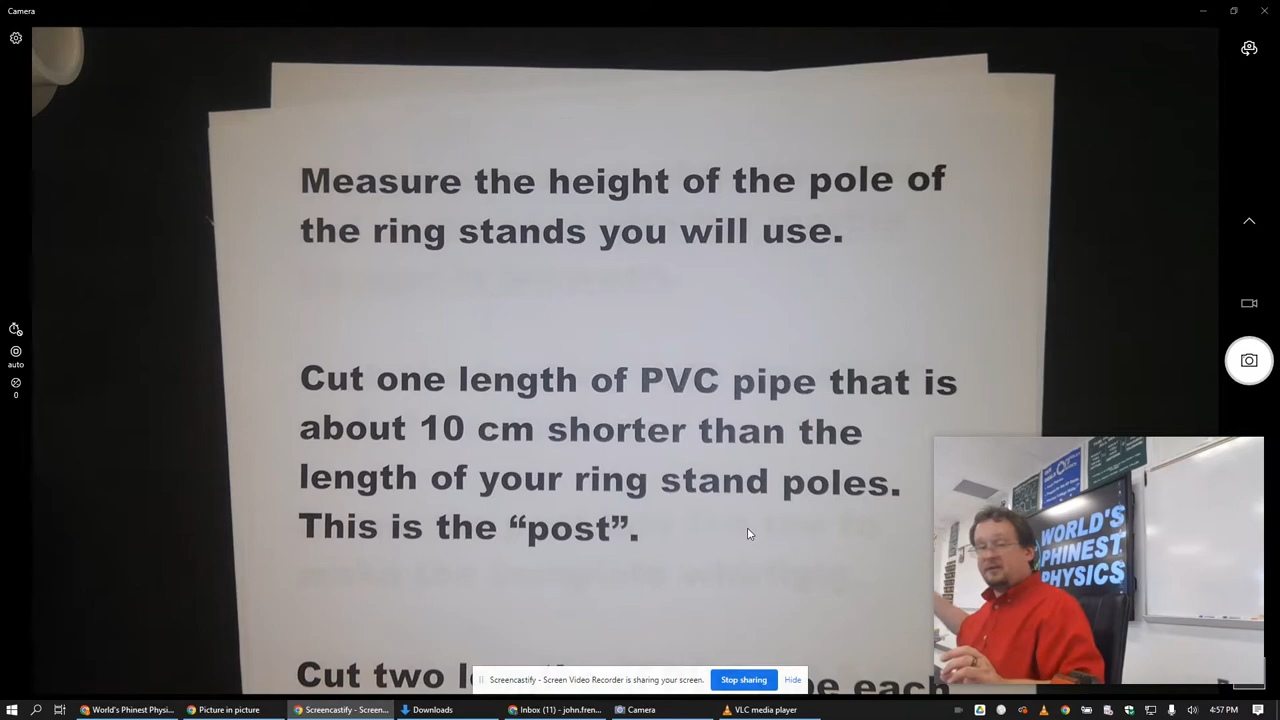 Camera
Measure the height of the pole of
the ring stands you will use.
Cut one length of PVC pipe that is
about 10 cm shorter than the
length of your ring stand poles.
This is the “post”.
Cut two
each
WORLD'S
PHINEST
PHYSICS
auto
0
Screencastify - Screen Video Recorder is sharing your screen.
Stop sharing
Hide
World's Phinest Physi...
Picture in picture
Screencastify - Screen...
Downloads
Inbox (11) - john.fren...
Camera
VLC media player
4:57 PM